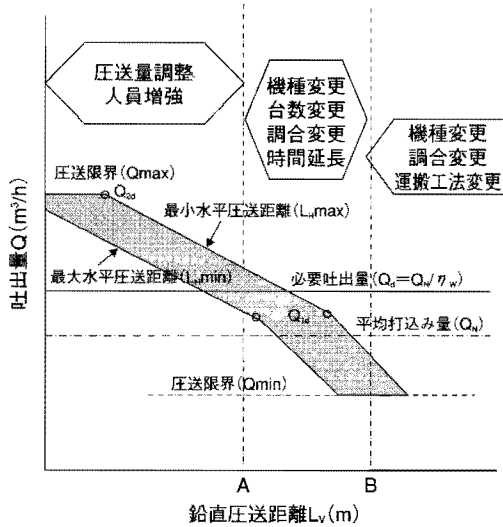 圧送量調整
人員増強
機種変更
台数変更
調合変更
時間延長
機種変更
調合変更
運搬工法変更
圧送限界(Qmax)
Q2d
最小水平圧送距離(LHmax)
最大水平圧送距離(LHmin)
必要吐出量(Qd=QN/ηw)
Q1d
平均打込み量(QN)
圧送限界(Qmin)
吐出量Q(m³/h)
A
B
鉛直圧送距離Lv(m)